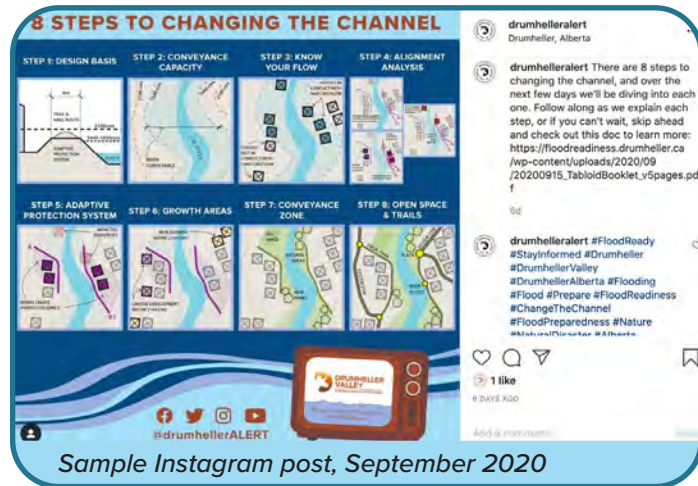 8 STEPS TO CHANGING THE CHANNEL
STEP 1: DESIGN BASIS
STEP 2: CONVEYANCE
CAPACITY
STEP 3: KNOW
YOUR FLOW
STEP 4: ALIGNMENT
ANALYSIS
STEP 5: ADAPTIVE
PROTECTION SYSTEM
STEP 6: GROWTH AREAS
STEP 7: CONVEYANCE
ZONE
STEP 8: OPEN SPACE
& TRAILS
DRUMHELLER
VALLEY
@drumhellerALERT
drumhelleralert
Drumheller, Alberta
drumhelleralert There are 8 steps to
changing the channel, and over the
next few days we'll be diving into each
one. Follow along as we explain each
step, or if you can't wait, skip ahead
and check out this doc to learn more:
https://floodreadiness.drumheller.ca
/wp-content/uploads/2020/09
/20200915_TabloidBooklet_v5pages.pd
f
6d
drumhelleralert #FloodReady
#StayInformed #Drumheller
#DrumhellerValley
#DrumhellerAlberta #Flooding
#Flood #Prepare #FloodReadiness
#ChangeTheChannel
#FloodPreparedness #Nature
#NaturalDisaster #Alberta
1 like
6 DAYS AGO
Add a comment...
Sample Instagram post, September 2020